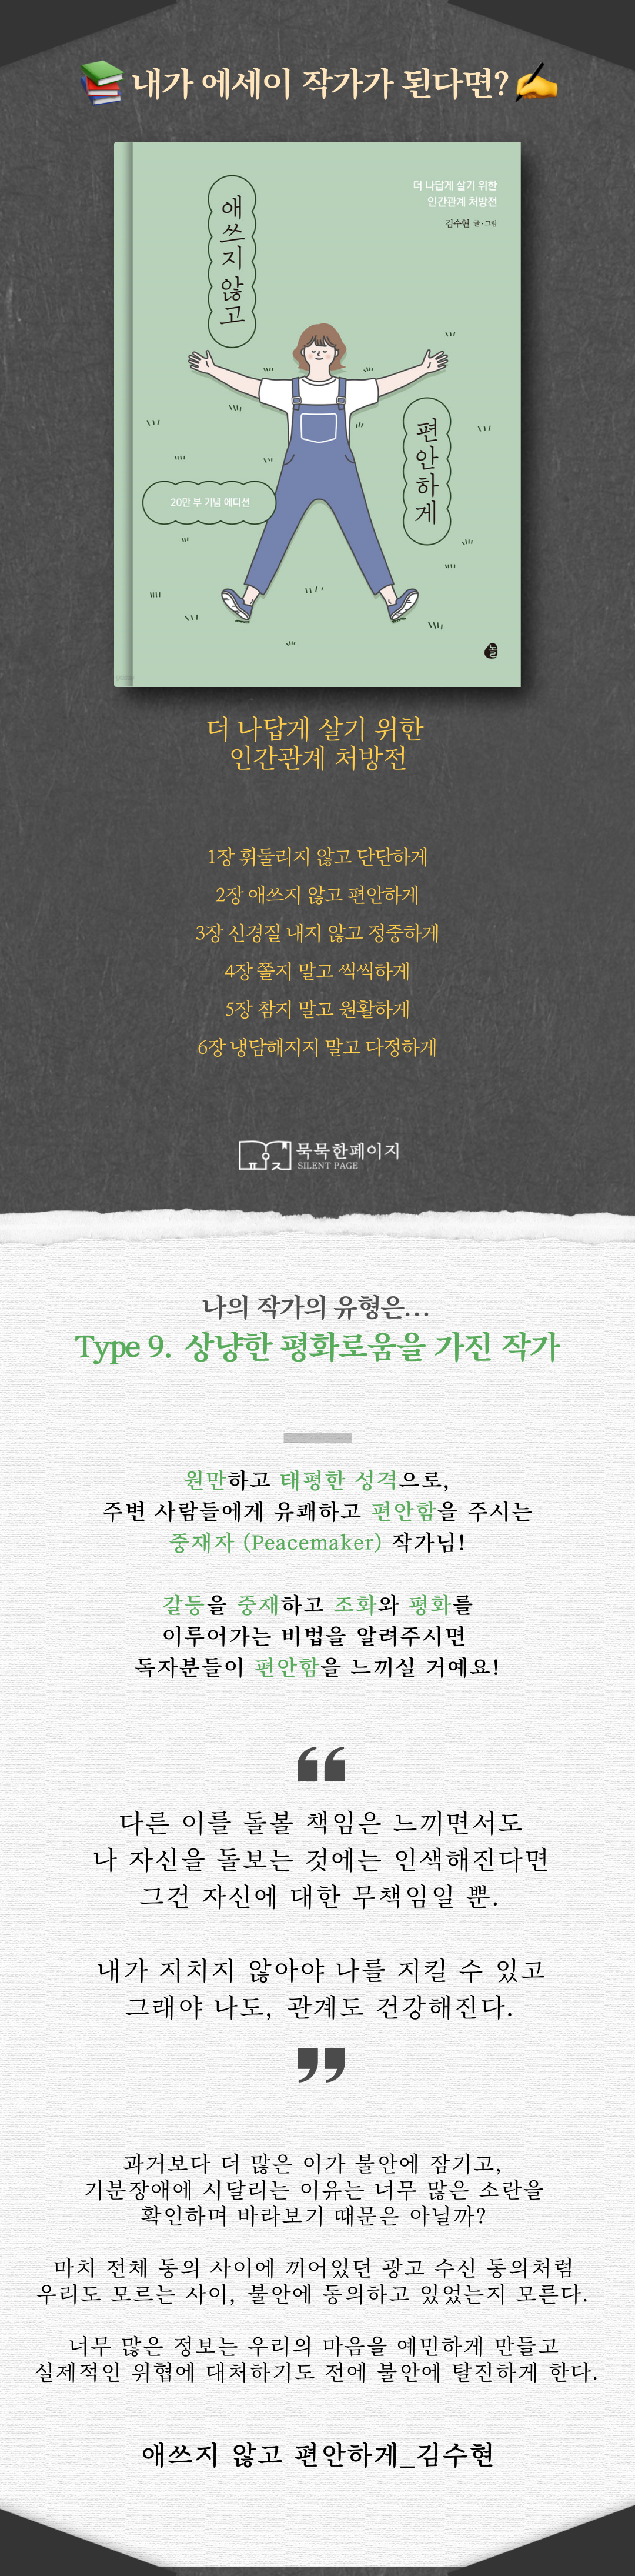 내가 에세이 작가가 된다면?
더 나답게 살기 위한
인간관계 처방전
김수현 글·그림
애쓰지 않고
편안하게
20만 부 기념 에디션
놀
더 나답게 살기 위한
인간관계 처방전
1장 휘둘리지 않고 단단하게
2장 애쓰지 않고 편안하게
3장 신경질 내지 않고 정중하게
4장 쫄지 말고 씩씩하게
5장 참지 말고 원활하게
6장 냉담해지지 말고 다정하게
묵묵한페이지
SILENT PAGE
나의 작가의 유형은...
Type 9. 상냥한 평화로움을 가진 작가
원만하고 태평한 성격으로,
주변 사람들에게 유쾌하고 편안함을 주시는
중재자 (Peacemaker) 작가님!
갈등을 중재하고 조화와 평화를
이루어가는 비법을 알려주시면
독자분들이 편안함을 느끼실 거예요!
“
다른 이를 돌볼 책임은 느끼면서도
나 자신을 돌보는 것에는 인색해진다면
그건 자신에 대한 무책임일 뿐.
내가 지치지 않아야 나를 지킬 수 있고
그래야 나도, 관계도 건강해진다.
”
과거보다 더 많은 이가 불안에 잠기고,
기분장애에 시달리는 이유는 너무 많은 소란을
확인하며 바라보기 때문은 아닐까?
마치 전체 동의 사이에 끼어있던 광고 수신 동의처럼
우리도 모르는 사이, 불안에 동의하고 있었는지 모른다.
너무 많은 정보는 우리의 마음을 예민하게 만들고
실제적인 위협에 대처하기도 전에 불안에 탈진하게 한다.
애쓰지 않고 편안하게_김수현